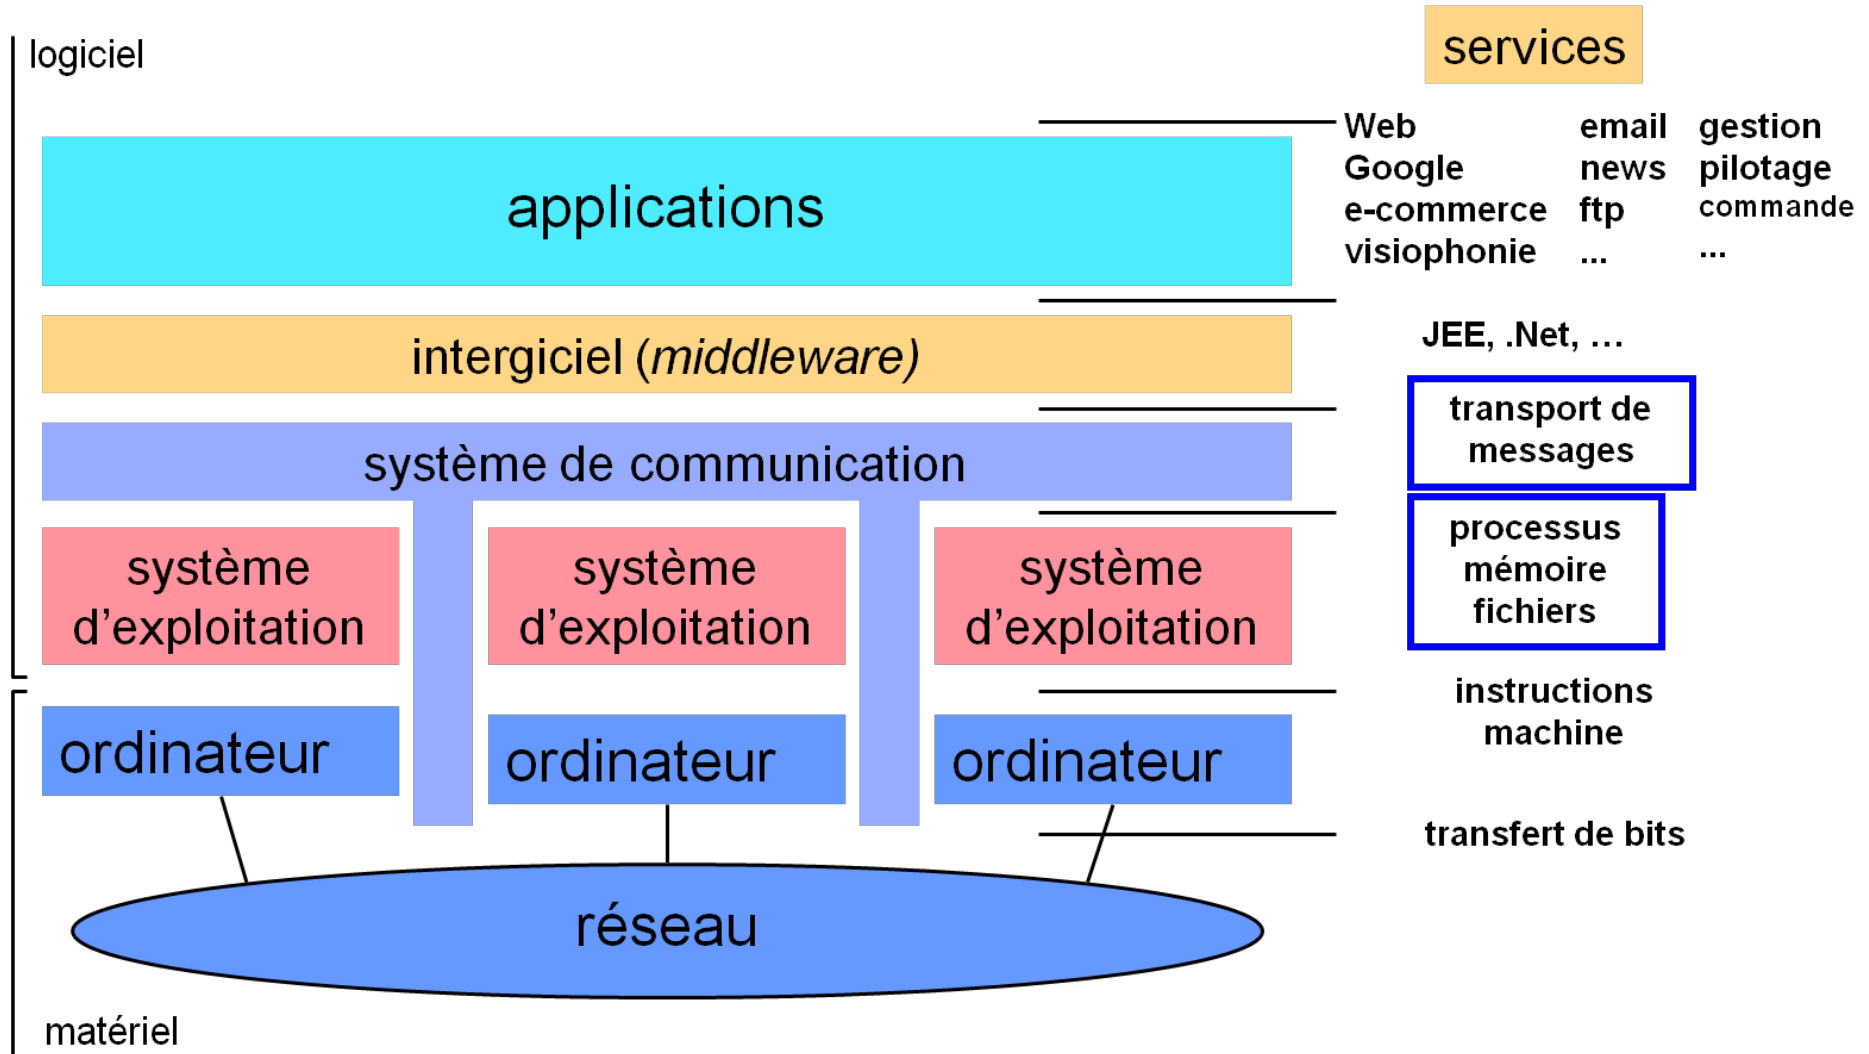 logiciel
services
Web email gestion
Google news pilotage
e-commerce ftp commande
visiophonie ... ...
applications
JEE, .Net, …
intergiciel (middleware)
transport de
messages
système de communication
processus
mémoire
fichiers
système
d’exploitation
système
d’exploitation
système
d’exploitation
instructions
machine
ordinateur
ordinateur
ordinateur
transfert de bits
réseau
matériel